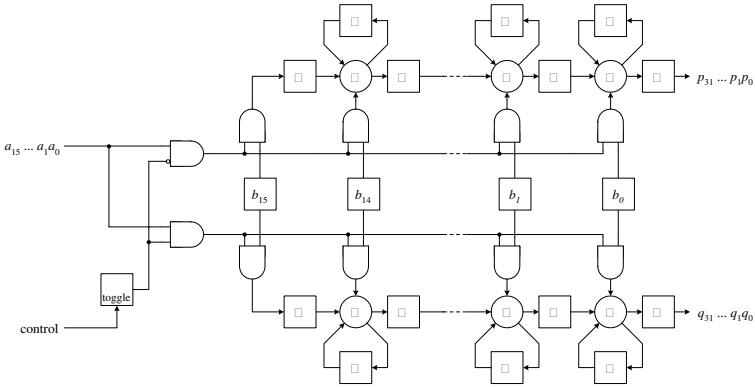 p₃₁ ... p₁p₀
a₁₅ ... a₁a₀
b₁₅
b₁₄
b₁
b₀
toggle
control
q₃₁ ... q₁q₀